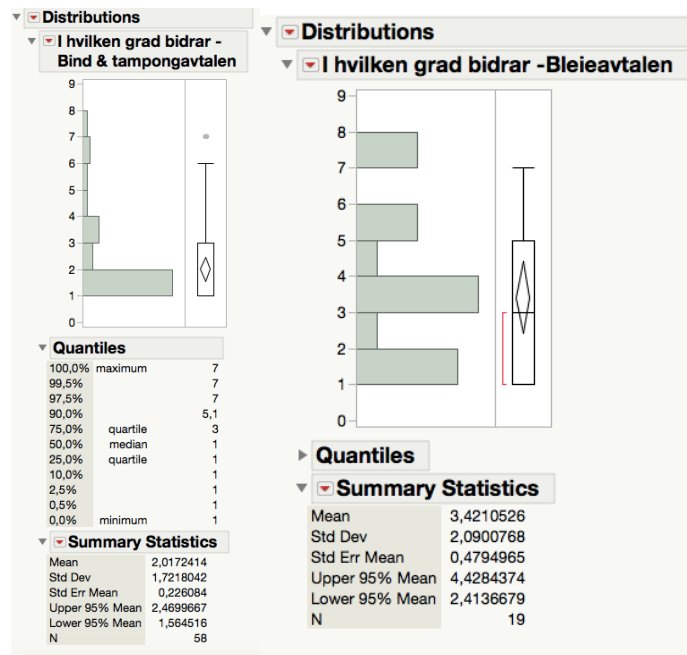 Distributions
I hvilken grad bidrar -
Bind & tampongavtalen
9
8
7
6
5
4
3
2
1
0
Quantiles
100,0% maximum 7
99,5% 7
97,5% 7
90,0% 5,1
75,0% quartile 3
50,0% median 1
25,0% quartile 1
10,0% 1
2,5% 1
0,5% 1
0,0% minimum 1
Summary Statistics
Mean 2,0172414
Std Dev 1,7218042
Std Err Mean 0,226084
Upper 95% Mean 2,4699667
Lower 95% Mean 1,564516
N 58
Distributions
I hvilken grad bidrar -Bleieavtalen
9
8
7
6
5
4
3
2
1
0
Quantiles
Summary Statistics
Mean 3,4210526
Std Dev 2,0900768
Std Err Mean 0,4794965
Upper 95% Mean 4,4284374
Lower 95% Mean 2,4136679
N 19